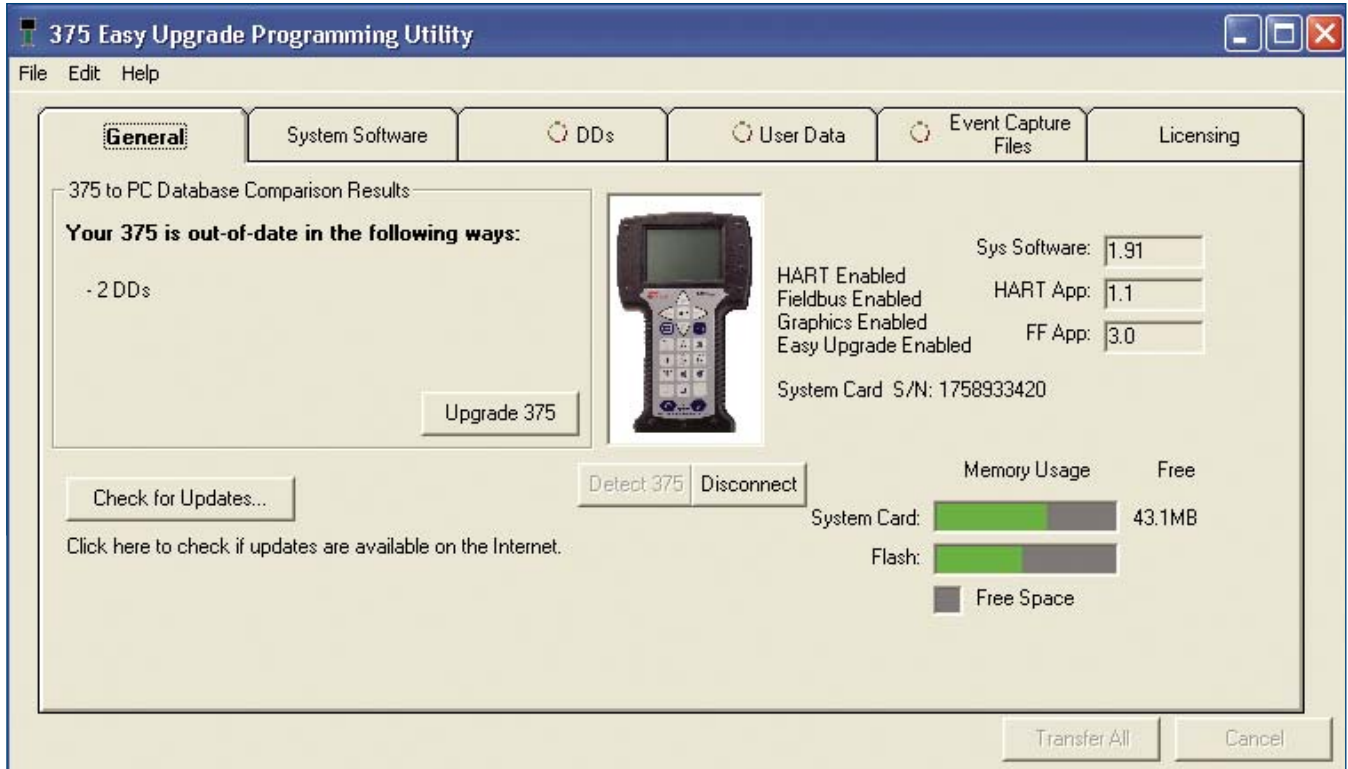 375 Easy Upgrade Programming Utility
File Edit Help
General
System Software
DDs
User Data
Event Capture
Files
Licensing
375 to PC Database Comparison Results
Your 375 is out-of-date in the following ways:
- 2 DDs
Upgrade 375
HART Enabled
Fieldbus Enabled
Graphics Enabled
Easy Upgrade Enabled
System Card S/N: 1758933420
Sys Software: 1.91
HART App: 1.1
FF App: 3.0
Check for Updates...
Click here to check if updates are available on the Internet.
Detect 375
Disconnect
Memory Usage Free
System Card: 43.1MB
Flash:
Free Space
Transfer All
Cancel